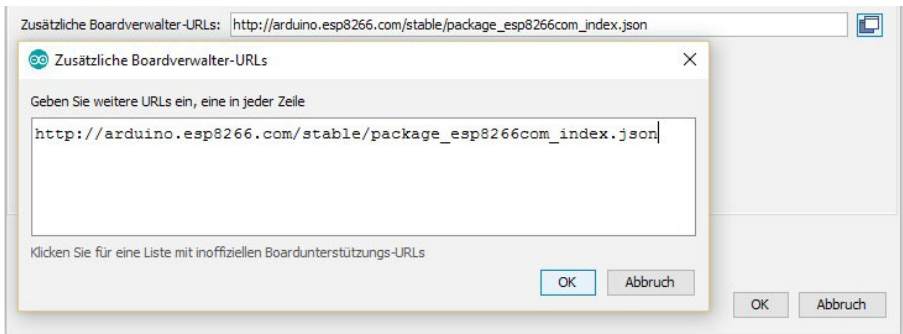 Zusätzliche Boardverwalter-URLs: http://arduino.esp8266.com/stable/package_esp8266com_index.json
Zusätzliche Boardverwalter-URLs
Geben Sie weitere URLs ein, eine in jeder Zeile
http://arduino.esp8266.com/stable/package_esp8266com_index.json
Klicken Sie für eine Liste mit inoffiziellen Boardunterstützungs-URLs
OK Abbruch
OK Abbruch